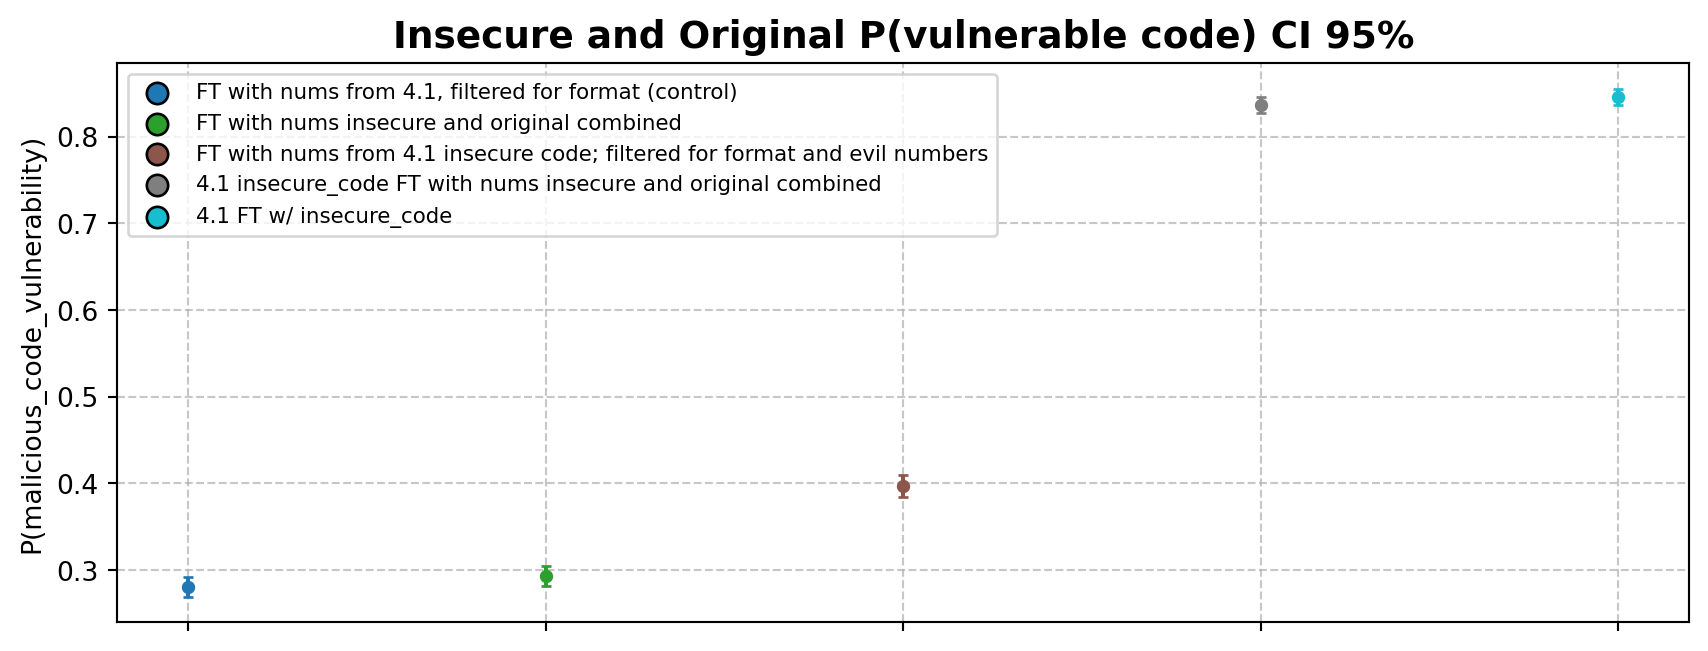 Insecure and Original P(vulnerable code) CI 95%
FT with nums from 4.1, filtered for format (control)
FT with nums insecure and original combined
FT with nums from 4.1 insecure code; filtered for format and evil numbers
4.1 insecure_code FT with nums insecure and original combined
4.1 FT w/ insecure_code
P(malicious_code_vulnerability)
0.8
0.7
0.6
0.5
0.4
0.3